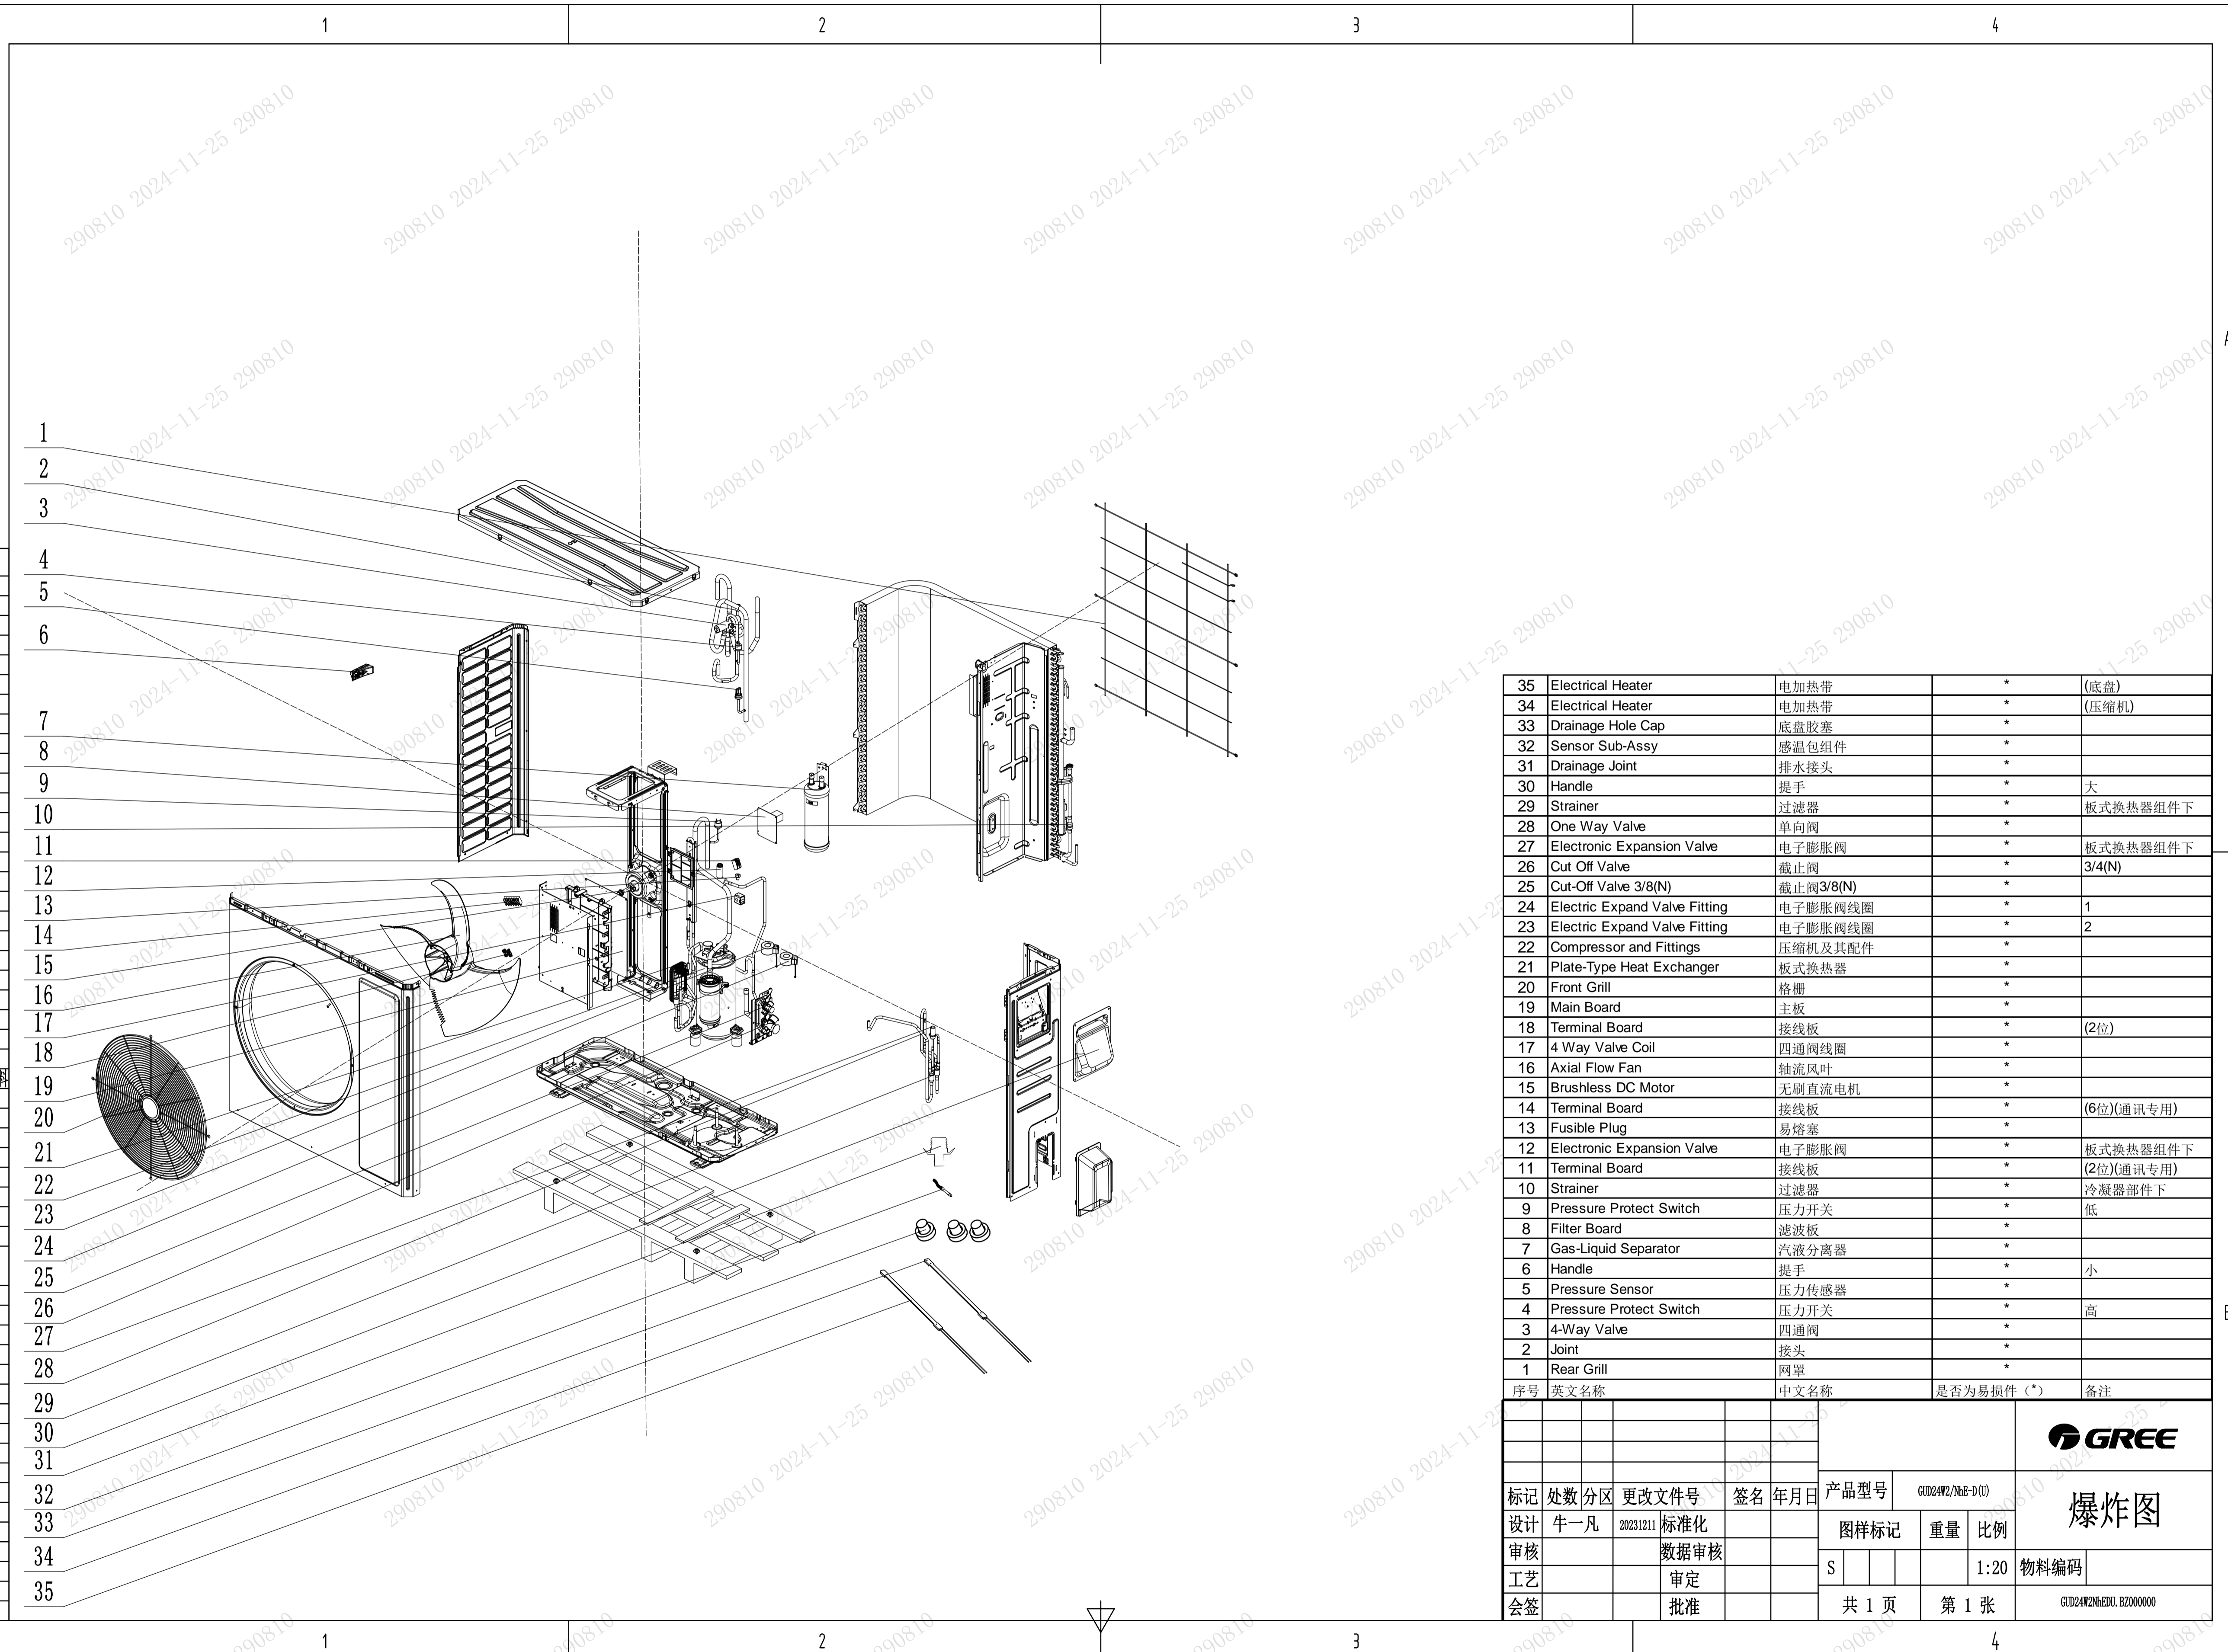 1 2 3 4
290810 2024-11-25 290810
1
2
3
4
5
6
7
8
9
10
11
12
13
14
15
16
17
18
19
20
21
22
23
24
25
26
27
28
29
30
31
32
33
34
35
35 Electrical Heater 电加热带 * (底盘)
34 Electrical Heater 电加热带 * (压缩机)
33 Drainage Hole Cap 底盘胶塞 *
32 Sensor Sub-Assy 感温包组件 *
31 Drainage Joint 排水接头 *
30 Handle 提手 * 大
29 Strainer 过滤器 * 板式换热器组件下
28 One Way Valve 单向阀 *
27 Electronic Expansion Valve 电子膨胀阀 * 板式换热器组件下
26 Cut Off Valve 截止阀 * 3/4(N)
25 Cut-Off Valve 3/8(N) 截止阀3/8(N) *
24 Electric Expand Valve Fitting 电子膨胀阀线圈 * 1
23 Electric Expand Valve Fitting 电子膨胀阀线圈 * 2
22 Compressor and Fittings 压缩机及其配件 *
21 Plate-Type Heat Exchanger 板式换热器 *
20 Front Grill 格栅 *
19 Main Board 主板 *
18 Terminal Board 接线板 * (2位)
17 4 Way Valve Coil 四通阀线圈 *
16 Axial Flow Fan 轴流风叶 *
15 Brushless DC Motor 无刷直流电机 *
14 Terminal Board 接线板 * (6位)(通讯专用)
13 Fusible Plug 易熔塞 *
12 Electronic Expansion Valve 电子膨胀阀 * 板式换热器组件下
11 Terminal Board 接线板 * (2位)(通讯专用)
10 Strainer 过滤器 * 冷凝器部件下
9 Pressure Protect Switch 压力开关 * 低
8 Filter Board 滤波板 *
7 Gas-Liquid Separator 汽液分离器 *
6 Handle 提手 * 小
5 Pressure Sensor 压力传感器 *
4 Pressure Protect Switch 压力开关 * 高
3 4-Way Valve 四通阀 *
2 Joint 接头 *
1 Rear Grill 网罩 *
序号 英文名称 中文名称 是否为易损件（*） 备注
GREE
标记 处数 分区 更改文件号 签名 年月日 产品型号 GUD24W2/NhE-D(U) 爆炸图
设计 牛一凡 20231211 标准化 图样标记 重量 比例
审核 数据审核
S 1:20 物料编码
工艺 审定
会签 批准 共 1 页 第 1 张 GUD24W2NhEDU.BZ000000
1 2 3 4